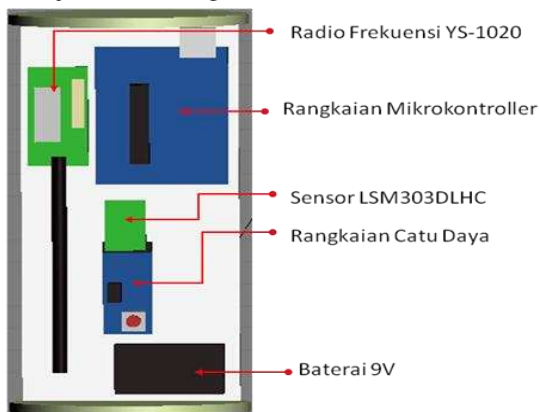 Radio Frekuensi YS-1020
Rangkaian Mikrokontroller
Sensor LSM303DLHC
Rangkaian Catu Daya
Baterai 9V